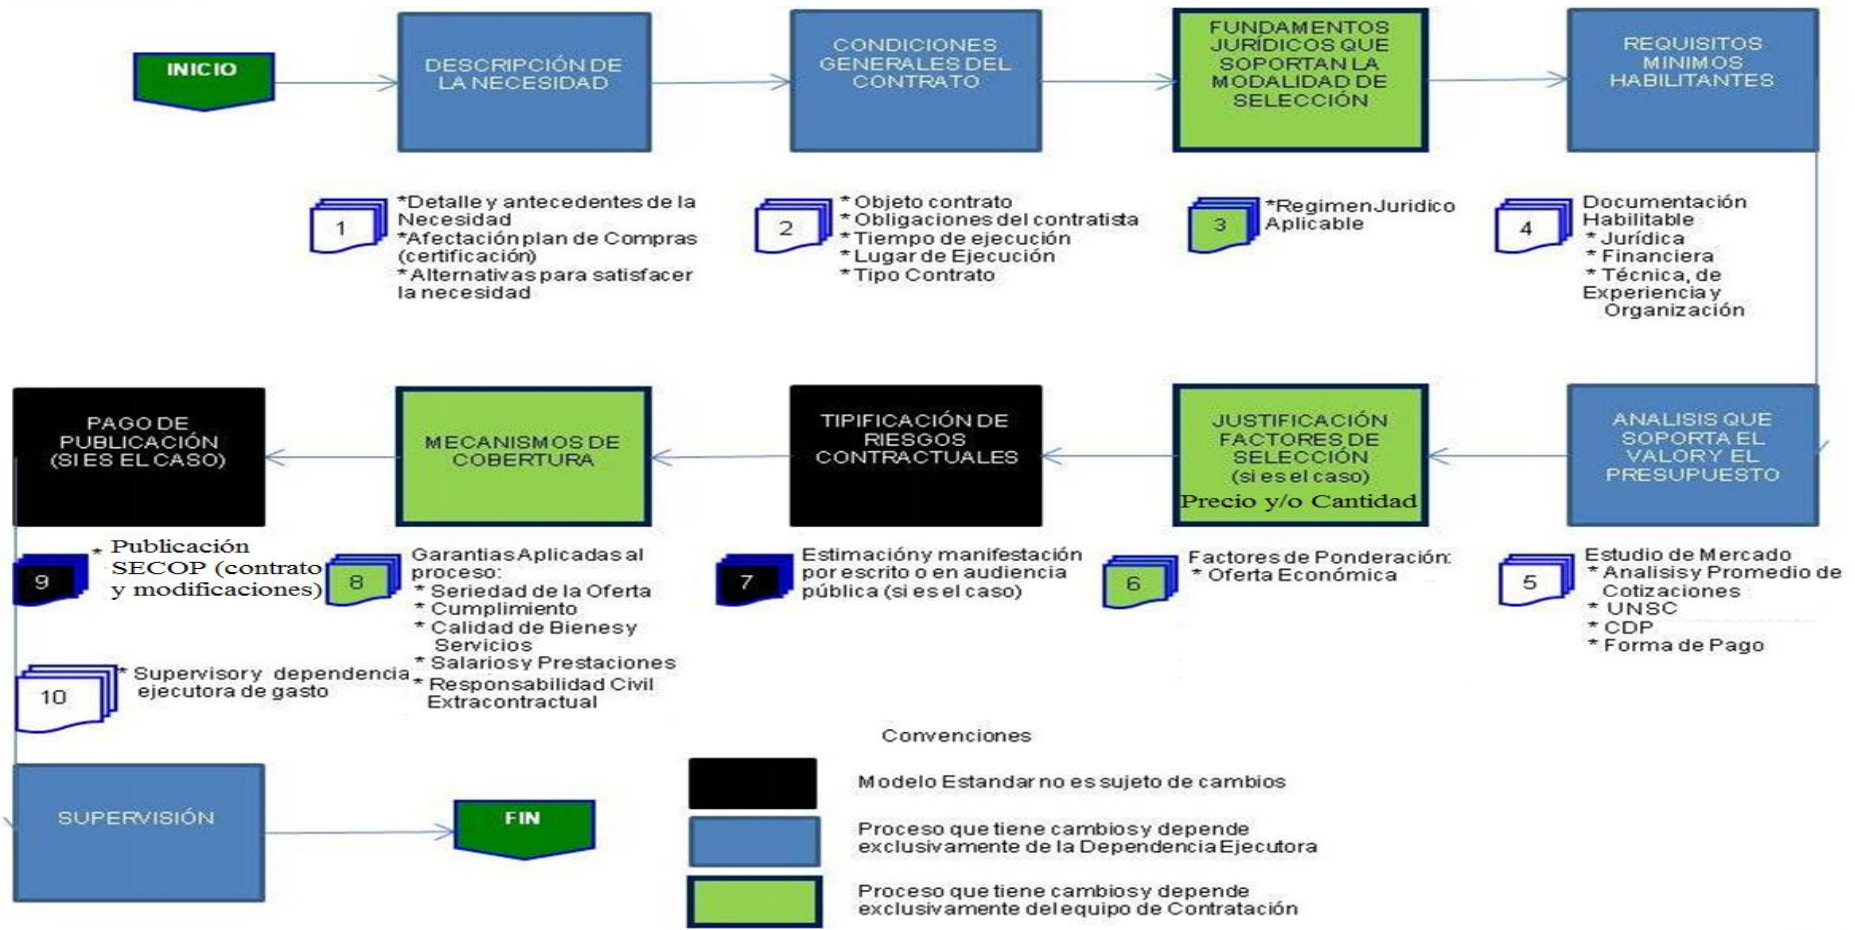 INICIO
DESCRIPCIÓN DE
LA NECESIDAD
CONDICIONES
GENERALES DEL
CONTRATO
FUNDAMENTOS
JURÍDICOS QUE
SOPORTAN LA
MODALIDAD DE
SELECCIÓN
REQUISITOS
MINIMOS
HABILITANTES
1
*Detalle y antecedentes de la
Necesidad
*Afectación plan de Compras
(certificación)
*Alternativas para satisfacer
la necesidad
2
* Objeto contrato
* Obligaciones del contratista
* Tiempo de ejecución
* Lugar de Ejecución
* Tipo Contrato
3
*Regimen Juridico
Aplicable
4
Documentación
Habilitable
* Jurídica
* Financiera
* Técnica, de
Experiencia y
Organización
PAGO DE
PUBLICACIÓN
(SI ES EL CASO)
MECANISMOS DE
COBERTURA
TIPIFICACIÓN DE
RIESGOS
CONTRACTUALES
JUSTIFICACIÓN
FACTORES DE
SELECCIÓN
(si es el caso)
Precio y/o Cantidad
ANALISIS QUE
SOPORTA EL
VALOR Y EL
PRESUPUESTO
9
* Publicación
SECOP (contrato
y modificaciones)
8
Garantias Aplicadas al
proceso:
* Seriedad de la Oferta
* Cumplimiento
* Calidad de Bienes y
Servicios
* Salarios y Prestaciones
* Responsabilidad Civil
Extracontractual
7
Estimación y manifestación
por escrito o en audiencia
pública (si es el caso)
6
Factores de Ponderación:
* Oferta Económica
5
Estudio de Mercado
* Analisis y Promedio de
Cotizaciones
* UNSC
* CDP
* Forma de Pago
10
* Supervisor y dependencia
ejecutora de gasto
SUPERVISIÓN
FIN
Convenciones
Modelo Estandar no es sujeto de cambios
Proceso que tiene cambios y depende
exclusivamente de la Dependencia Ejecutora
Proceso que tiene cambios y depende
exclusivamente del equipo de Contratación